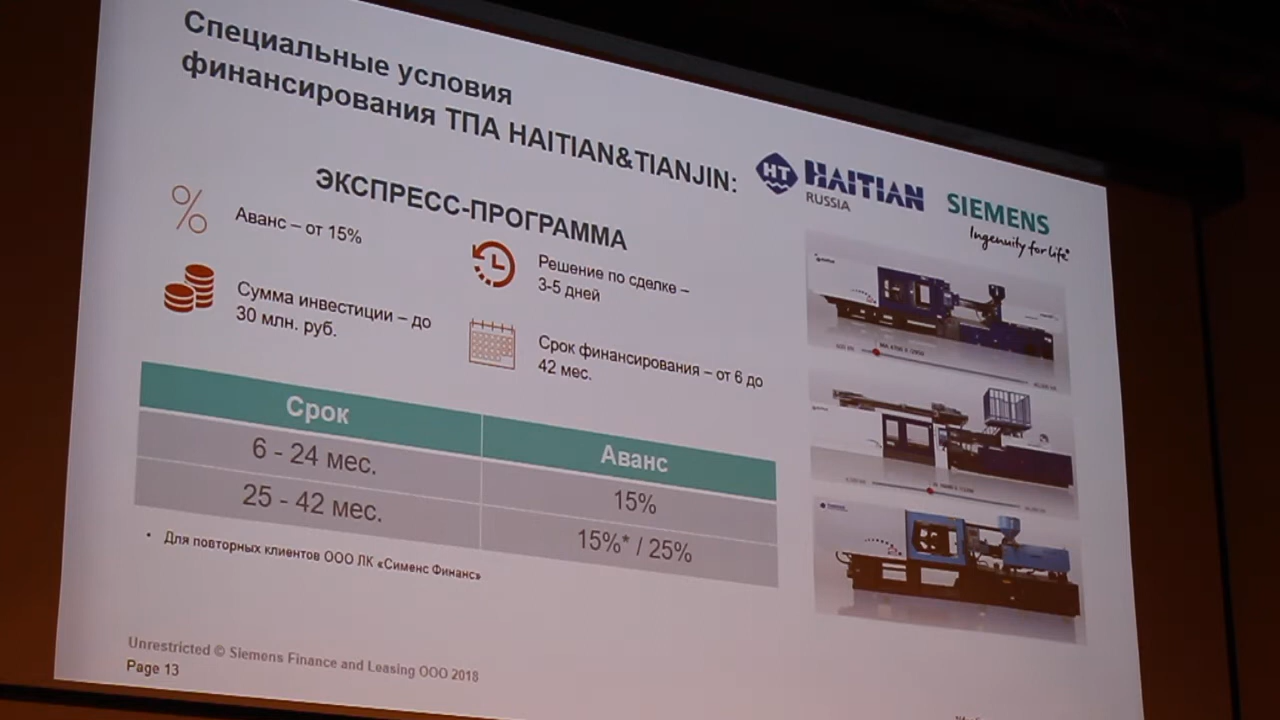 Специальные условия
финансирования ТПА HAITIAN&TIANJIN:
HT HAITIAN
RUSSIA
SIEMENS
Ingenuity for life
ЭКСПРЕСС-ПРОГРАММА
Аванс – от 15%
Решение по сделке –
3-5 дней
Сумма инвестиции – до
30 млн. руб.
Срок финансирования – от 6 до
42 мес.
Срок
Аванс
6 - 24 мес.
15%
25 - 42 мес.
15%* / 25%
• Для повторных клиентов ООО ЛК «Сименс Финанс»
Unrestricted © Siemens Finance and Leasing ООО 2018
Page 13